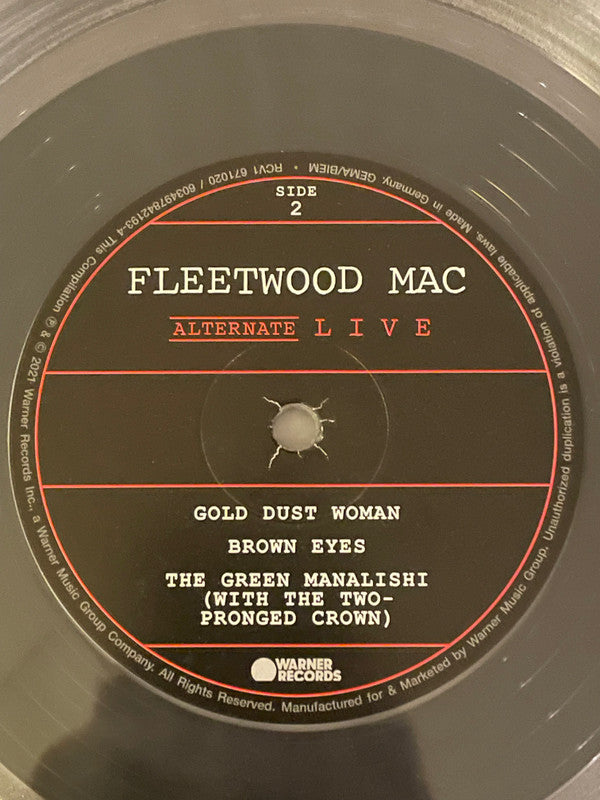 SIDE
2
FLEETWOOD MAC
ALTERNATE LIVE
GOLD DUST WOMAN
BROWN EYES
THE GREEN MANALISHI
(WITH THE TWO-
PRONGED CROWN)
WARNER
RECORDS
RCV1 671020 / 603497842193-4 This Compilation ℗ & © 2021 Warner Records Inc., a Warner Music Group Company. All Rights Reserved. Manufactured for & Marketed by Warner Music Group. Unauthorized duplication is a violation of applicable laws. Made in Germany. GEMA/BIEM •